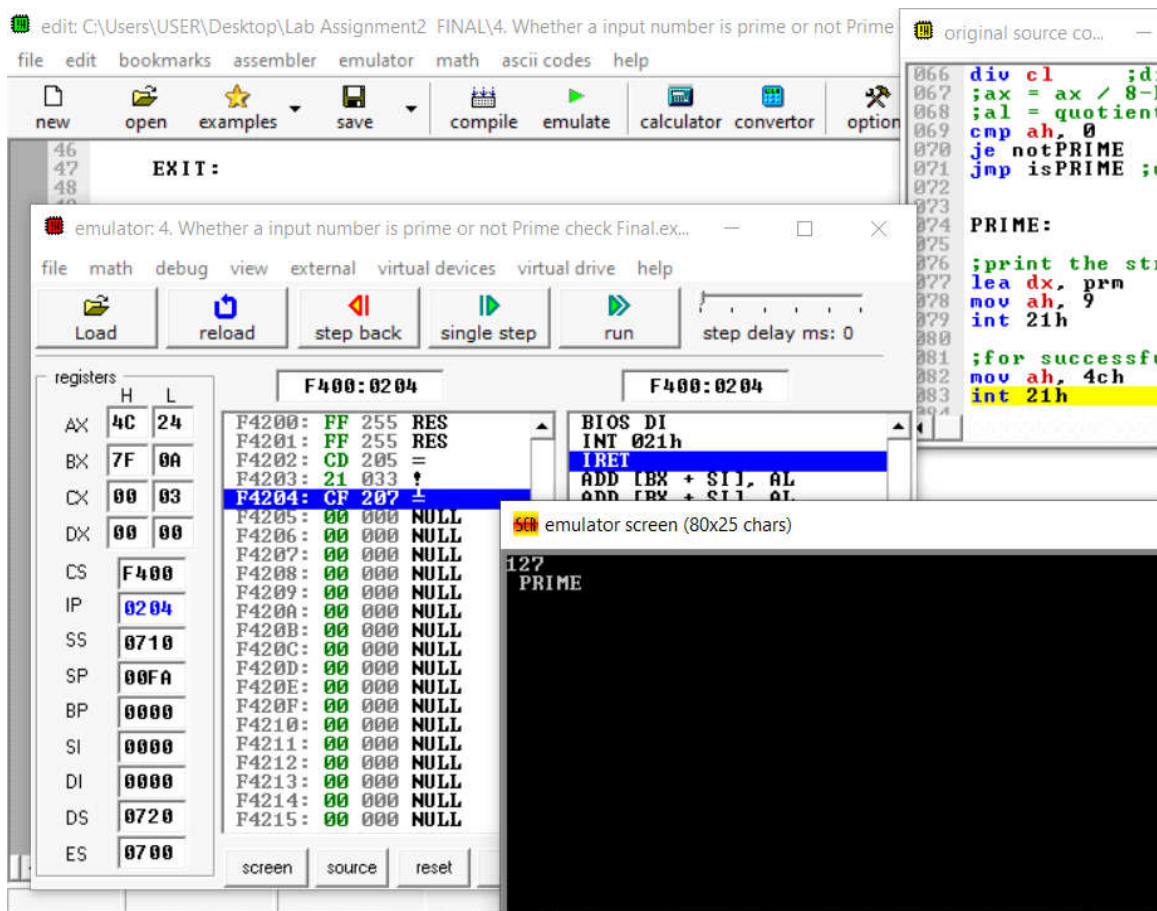 edit: C:\Users\USER\Desktop\Lab Assignment2 FINAL\4. Whether a input number is prime or not Prime
file edit bookmarks assembler emulator math ascii codes help
new open examples save compile emulate calculator convertor option
46
47 EXIT:
48
original source co...
066 div cl ;di
067 ;ax = ax / 8-
068 ;al = quotient
069 cmp ah, 0
070 je notPRIME
071 jmp isPRIME ;
072
073
074 PRIME:
075
076 ;print the str
077 lea dx, prm
078 mov ah, 9
079 int 21h
080
081 ;for successfu
082 mov ah, 4ch
083 int 21h
emulator: 4. Whether a input number is prime or not Prime check Final.ex...
file math debug view external virtual devices virtual drive help
Load reload step back single step run step delay ms: 0
registers
H L
AX 4C 24
BX 7F 0A
CX 00 03
DX 00 00
CS F400
IP 0204
SS 0710
SP 00FA
BP 0000
SI 0000
DI 0000
DS 0720
ES 0700
F400:0204 F400:0204
F4200: FF 255 RES
F4201: FF 255 RES
F4202: CD 205 =
F4203: 21 033 !
F4204: CF 207 ╧
F4205: 00 000 NULL
F4206: 00 000 NULL
F4207: 00 000 NULL
F4208: 00 000 NULL
F4209: 00 000 NULL
F420A: 00 000 NULL
F420B: 00 000 NULL
F420C: 00 000 NULL
F420D: 00 000 NULL
F420E: 00 000 NULL
F420F: 00 000 NULL
F4210: 00 000 NULL
F4211: 00 000 NULL
F4212: 00 000 NULL
F4213: 00 000 NULL
F4214: 00 000 NULL
F4215: 00 000 NULL
BIOS DI
INT 021h
IRET
ADD [BX + SI], AL
ADD [BX + SI], AL
screen source reset
emulator screen (80x25 chars)
127
PRIME